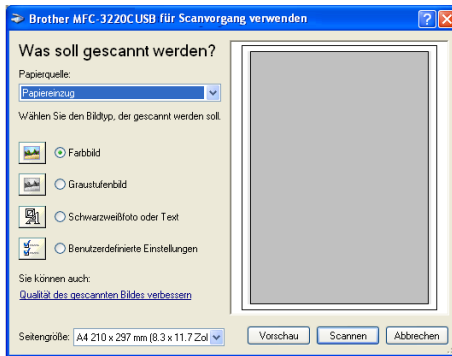 Brother MFC-3220C USB für Scanvorgang verwenden
Was soll gescannt werden?
Papierquelle:
Papiereinzug
Wählen Sie den Bildtyp, der gescannt werden soll.
Farbbild
Graustufenbild
Schwarzweißfoto oder Text
Benutzerdefinierte Einstellungen
Sie können auch:
Qualität des gescannten Bildes verbessern
Seitengröße: A4 210 x 297 mm (8.3 x 11.7 Zol
Vorschau Scannen Abbrechen